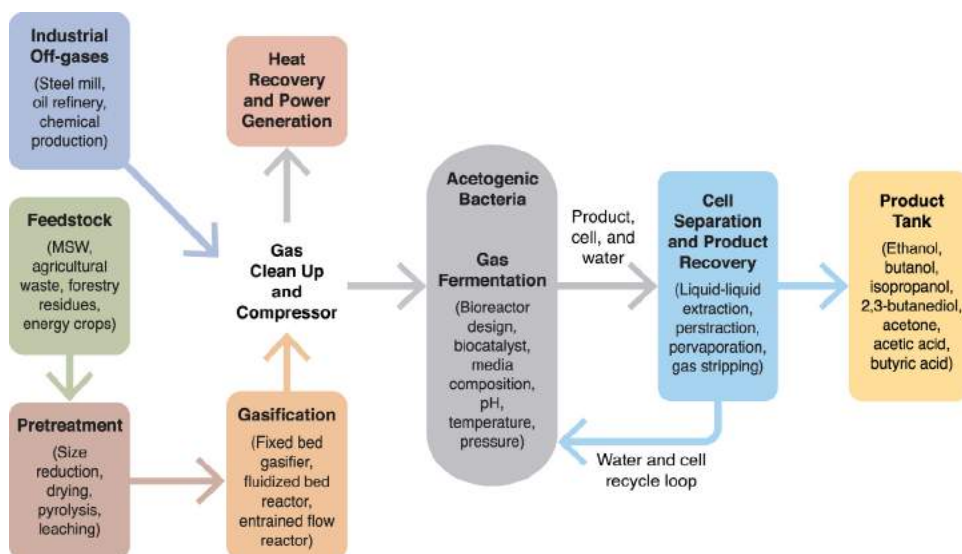 Industrial
Off-gases
(Steel mill,
oil refinery,
chemical
production)
Heat
Recovery
and Power
Generation
Feedstock
(MSW,
agricultural
waste, forestry
residues,
energy crops)
Gas
Clean Up
and
Compressor
Pretreatment
(Size
reduction,
drying,
pyrolysis,
leaching)
Gasification
(Fixed bed
gasifier,
fluidized bed
reactor,
entrained flow
reactor)
Acetogenic
Bacteria
Gas
Fermentation
(Bioreactor
design,
biocatalyst,
media
composition,
pH,
temperature,
pressure)
Product,
cell, and
water
Cell
Separation
and Product
Recovery
(Liquid-liquid
extraction,
perstraction,
pervaporation,
gas stripping)
Water and cell
recycle loop
Product
Tank
(Ethanol,
butanol,
isopropanol,
2,3-butanediol,
acetone,
acetic acid,
butyric acid)